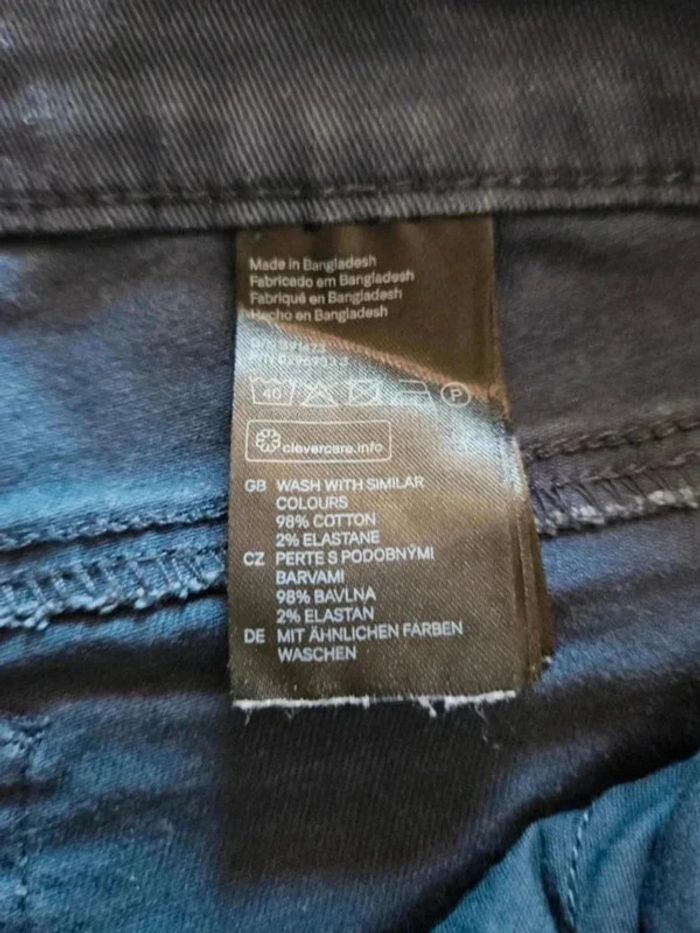 Made in Bangladesh
Fabricado em Bangladesh
Fabriqué en Bangladesh
Hecho en Bangladesh
40 P
clevercare.info
GB WASH WITH SIMILAR
COLOURS
98% COTTON
2% ELASTANE
CZ PERTE S PODOBNÝMI
BARVAMI
98% BAVLNA
2% ELASTAN
DE MIT ÄHNLICHEN FARBEN
WASCHEN